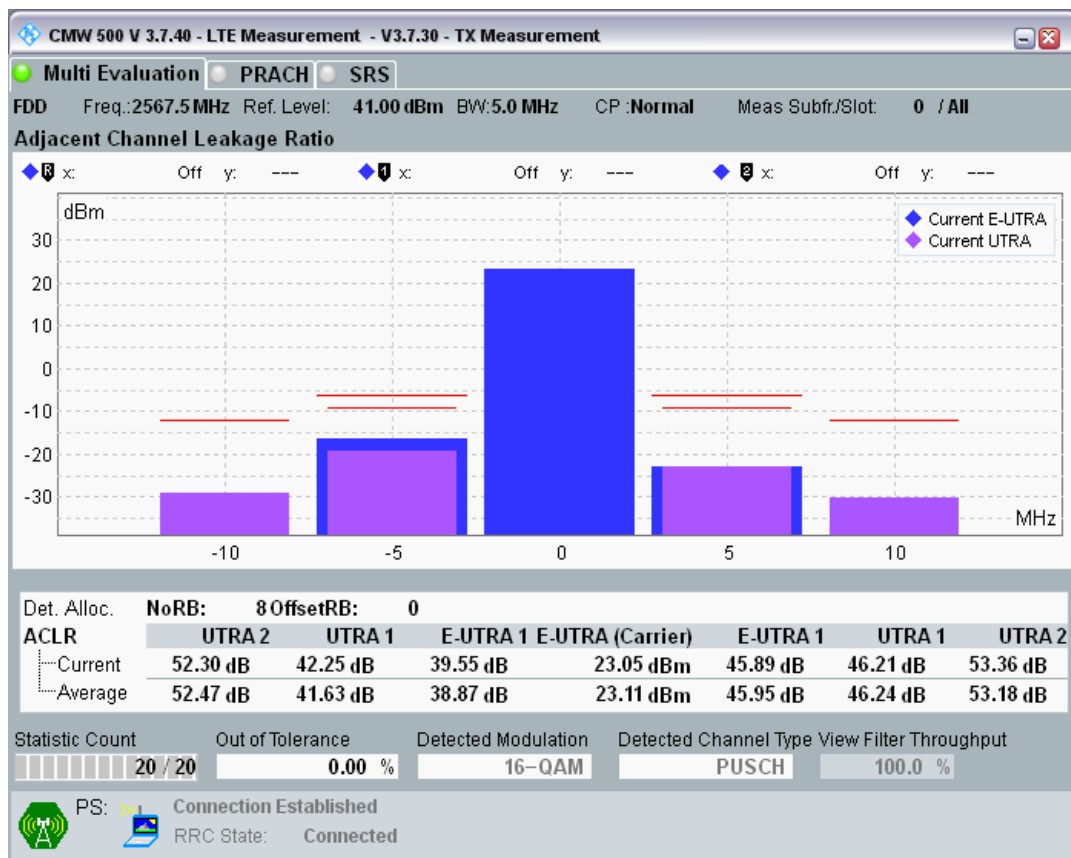 CMW 500 V 3.7.40 - LTE Measurement - V3.7.30 - TX Measurement
Multi Evaluation PRACH SRS
FDD Freq.:2567.5 MHz Ref. Level: 41.00 dBm BW:5.0 MHz CP :Normal Meas Subfr./Slot: 0 / All
Adjacent Channel Leakage Ratio
R x: Off y: --- 1 x: Off y: --- 2 x: Off y: ---
dBm
Current E-UTRA
Current UTRA
30
20
10
0
-10
-20
-30
MHz
-10 -5 0 5 10
Det. Alloc. NoRB: 8 OffsetRB: 0
ACLR UTRA 2 UTRA 1 E-UTRA 1 E-UTRA (Carrier) E-UTRA 1 UTRA 1 UTRA 2
Current 52.30 dB 42.25 dB 39.55 dB 23.05 dBm 45.89 dB 46.21 dB 53.36 dB
Average 52.47 dB 41.63 dB 38.87 dB 23.11 dBm 45.95 dB 46.24 dB 53.18 dB
Statistic Count Out of Tolerance Detected Modulation Detected Channel Type View Filter Throughput
20 / 20 0.00 % 16-QAM PUSCH 100.0 %
PS: Connection Established
RRC State: Connected